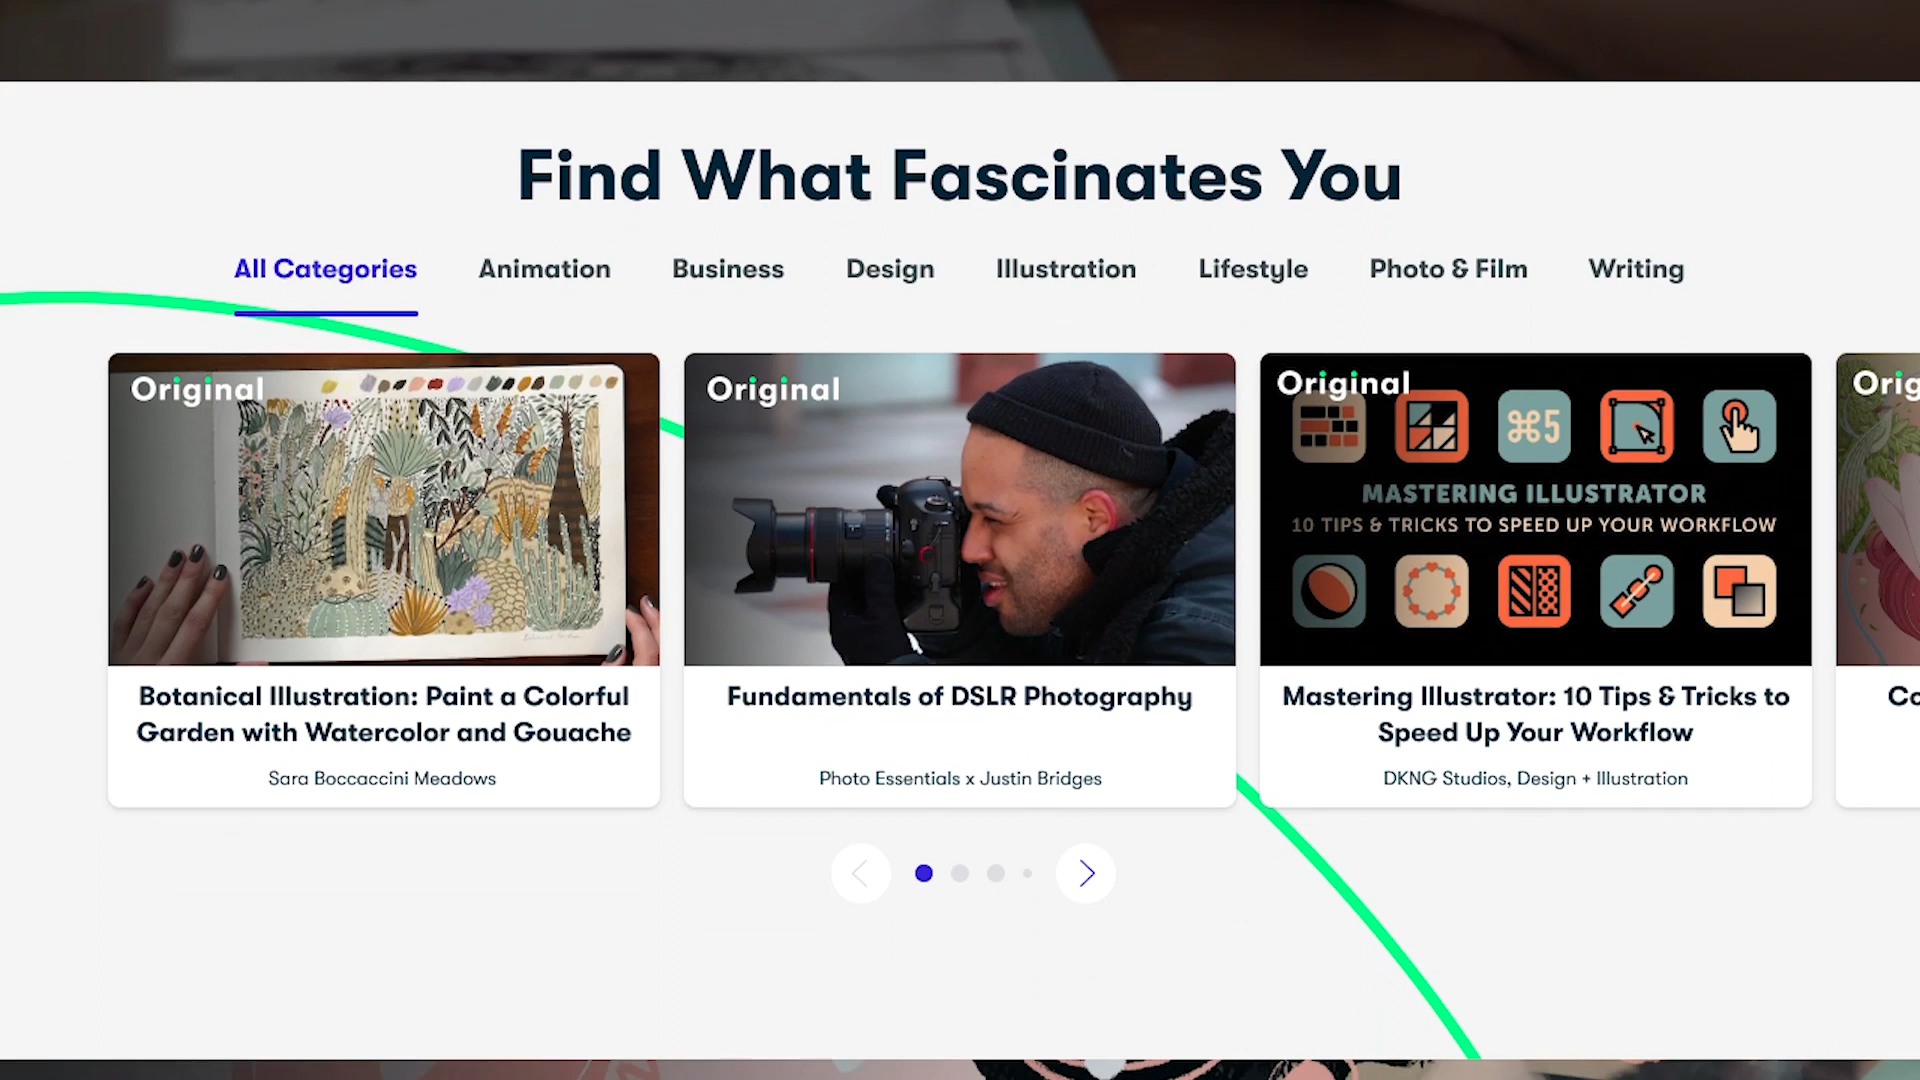 Find What Fascinates You
All Categories Animation Business Design Illustration Lifestyle Photo & Film Writing
Original
Original
Original
⌘5
MASTERING ILLUSTRATOR
10 TIPS & TRICKS TO SPEED UP YOUR WORKFLOW
Orig
Botanical Illustration: Paint a Colorful
Garden with Watercolor and Gouache
Sara Boccaccini Meadows
Fundamentals of DSLR Photography
Photo Essentials x Justin Bridges
Mastering Illustrator: 10 Tips & Tricks to
Speed Up Your Workflow
DKNG Studios, Design + Illustration
Co